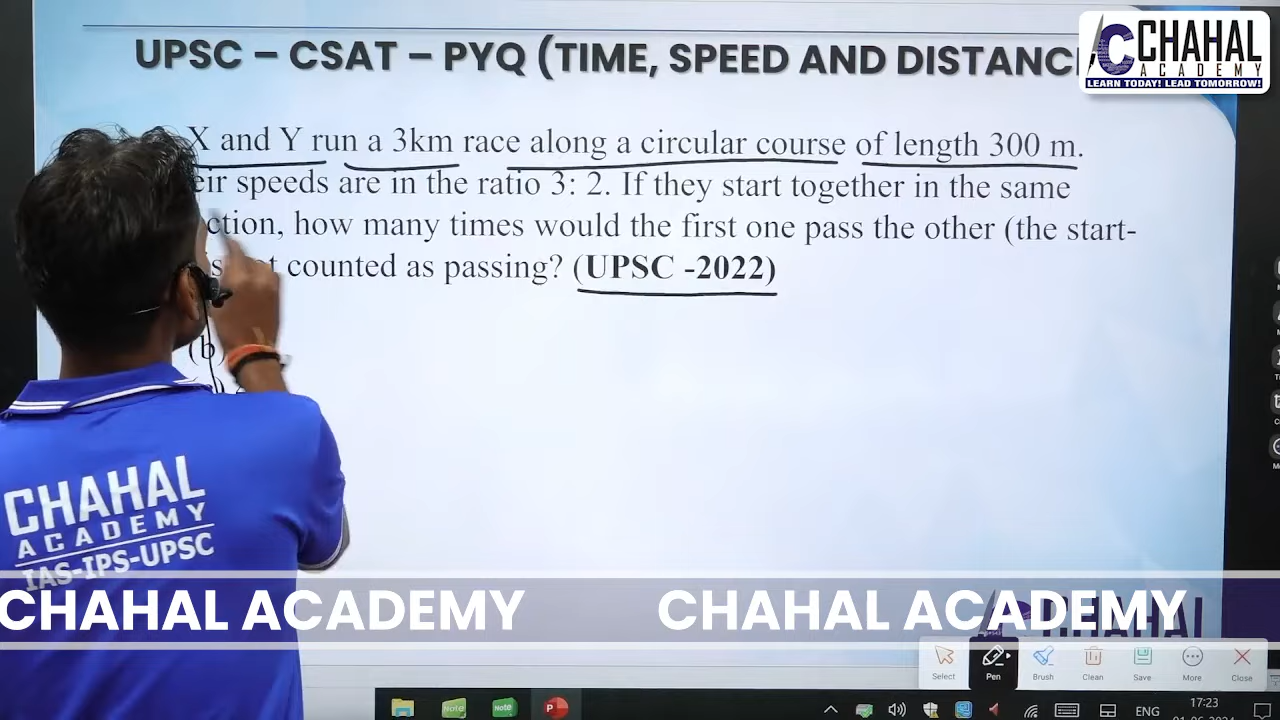 UPSC – CSAT – PYQ (TIME, SPEED AND DISTANC
CHAHAL
ACADEMY
LEARN TODAY! LEAD TOMORROW!
X and Y run a 3km race along a circular course of length 300 m.
eir speeds are in the ratio 3: 2. If they start together in the same
ction, how many times would the first one pass the other (the start-
counted as passing? (UPSC -2022)
(b)
CHAHAL
ACADEMY
IAS-IPS-UPSC
CHAHAL ACADEMY CHAHAL ACADEMY
CHAHAL
Select Pen Brush Clean Save More Close
Note Note P ENG 17:23